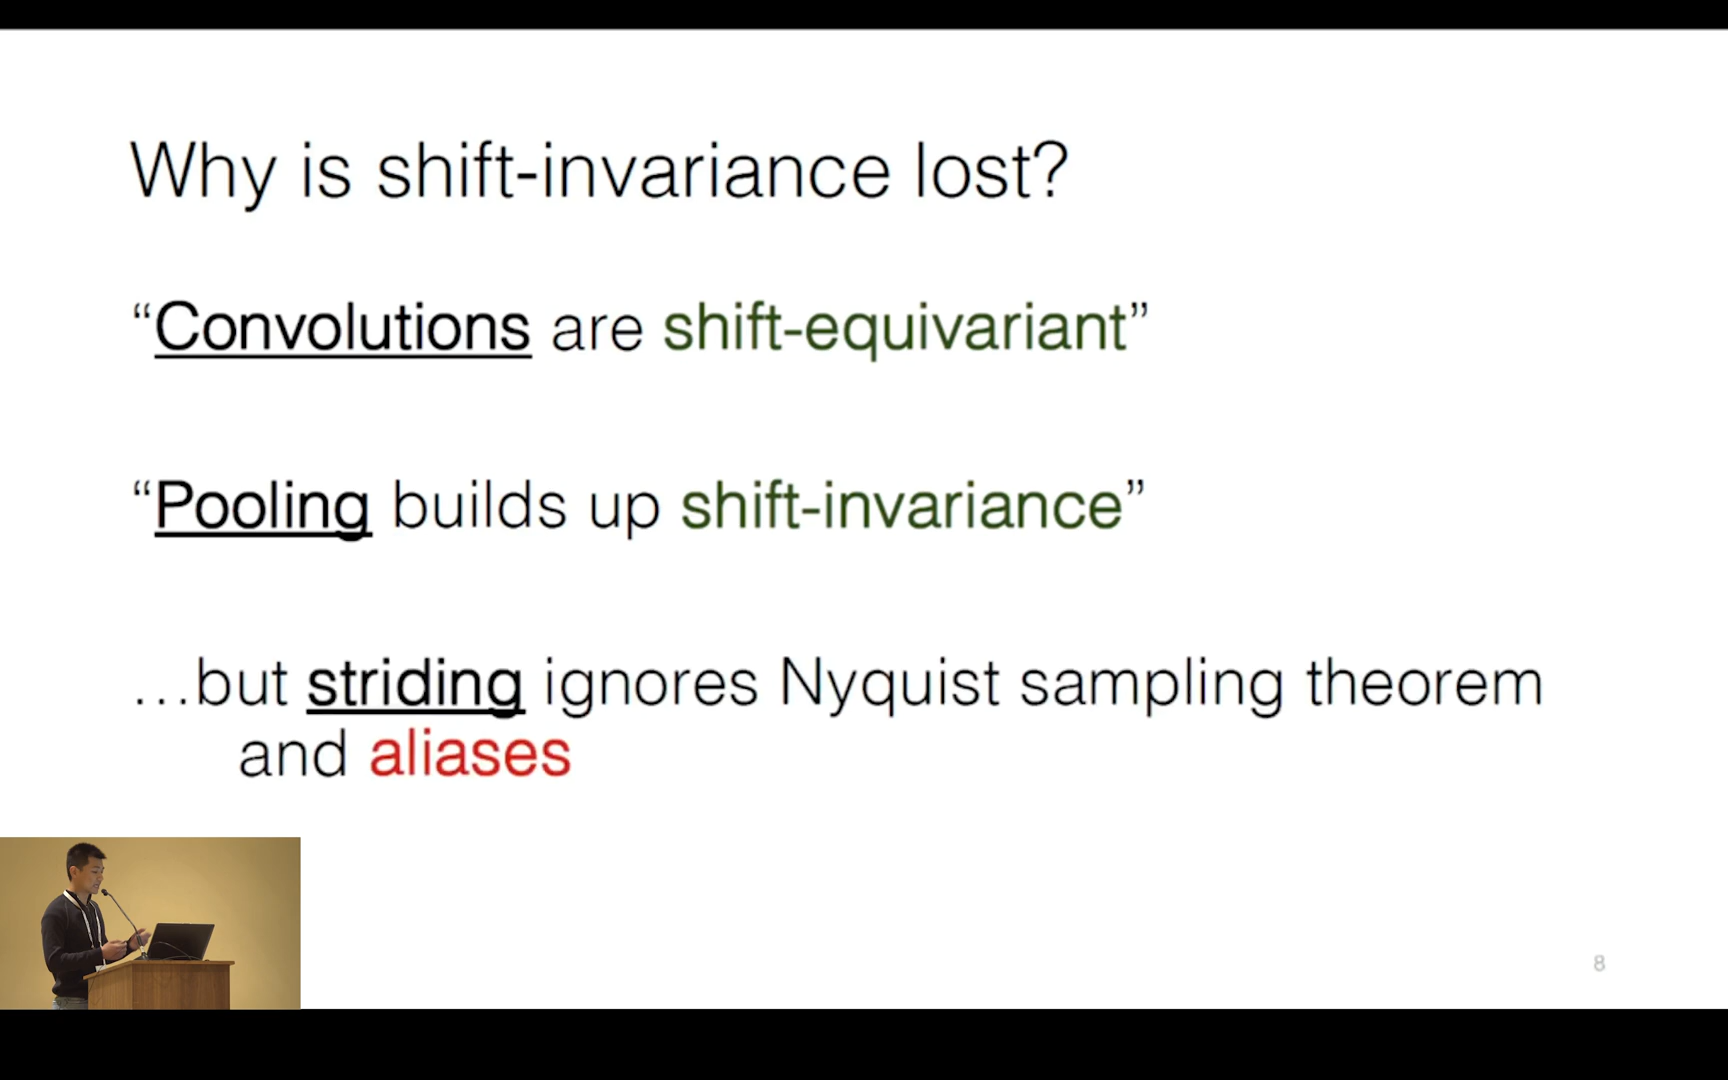 Why is shift-invariance lost?
“Convolutions are shift-equivariant”
“Pooling builds up shift-invariance”
…but striding ignores Nyquist sampling theorem
and aliases
8